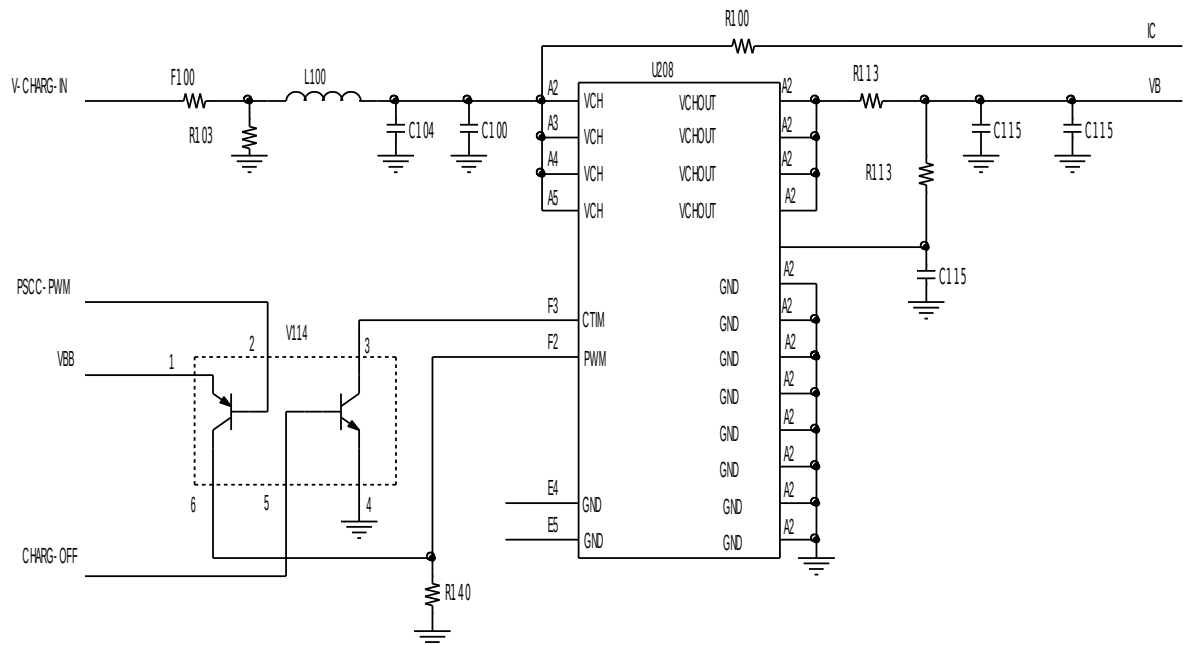 R100
IC
V-CHARG-IN
F100
L100
U208
R113
VB
R103
C104
C100
C115
C115
A2
A3
A4
A5
VCH
VCH
VCH
VCH
VCHOUT
VCHOUT
VCHOUT
VCHOUT
A2
A2
A2
A2
R113
C115
PSCC-PWM
VBB
1
2
V114
3
F3
F2
CTIM
PWM
GND
GND
GND
GND
GND
GND
GND
GND
A2
A2
A2
A2
A2
A2
A2
A2
6
5
4
E4
E5
GND
GND
CHARG-OFF
R140